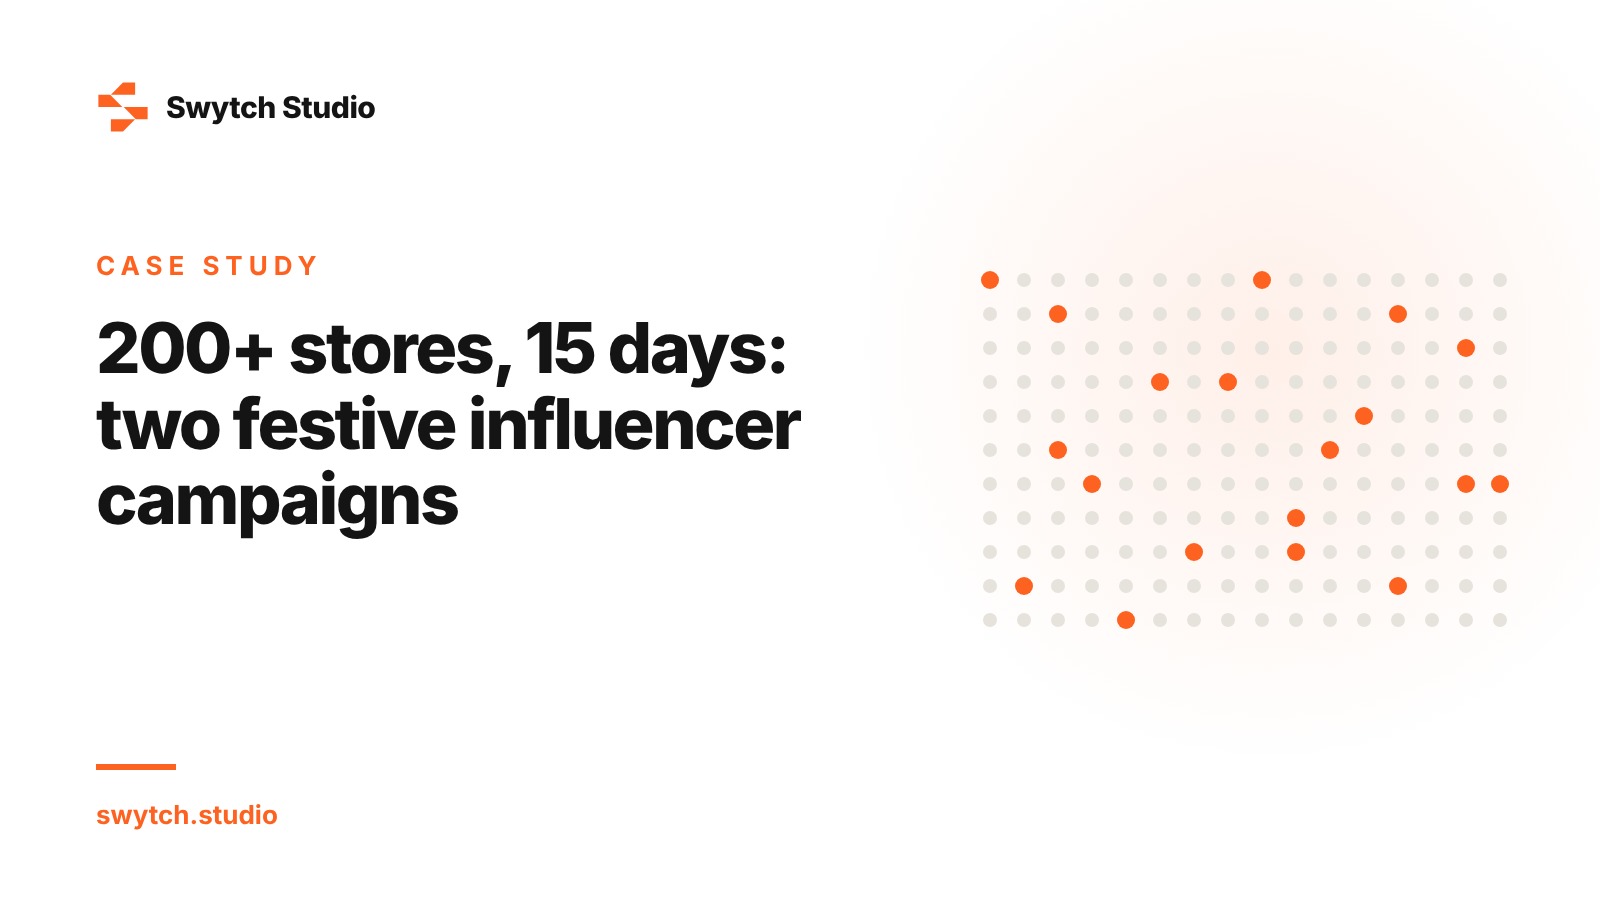 Swytch Studio
CASE STUDY
200+ stores, 15 days:
two festive influencer
campaigns
swytch.studio